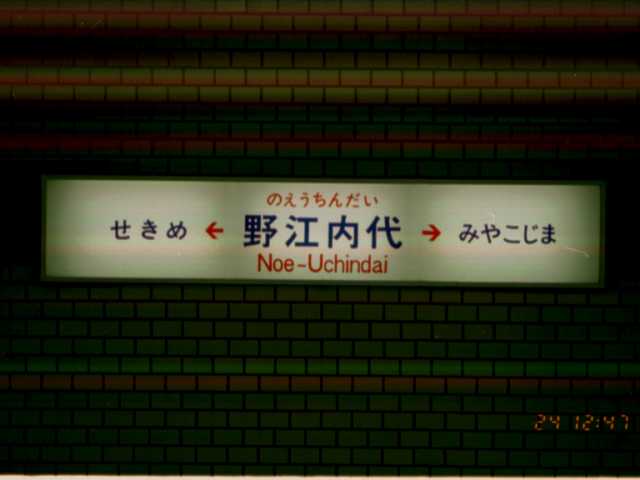 のえうちんだい
せきめ ← 野江内代 → みやこじま
Noe-Uchindai
24 12:47